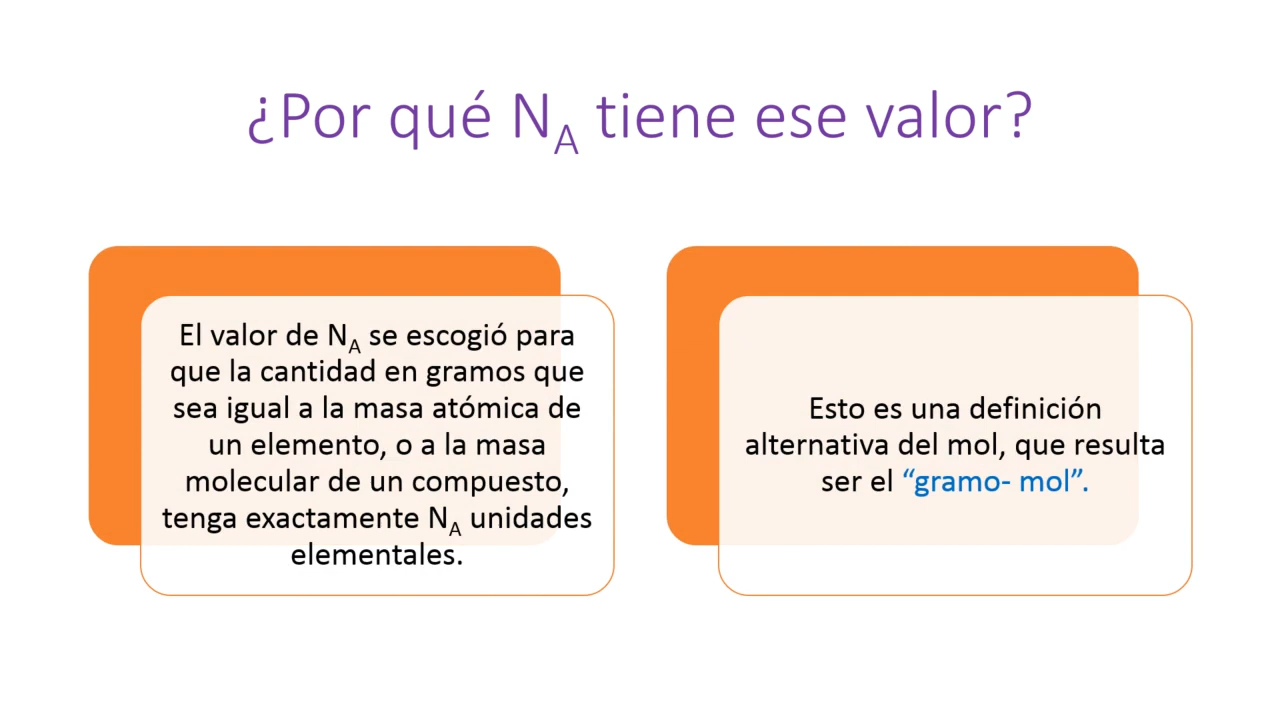 ¿Por qué NA tiene ese valor?
El valor de NA se escogió para
que la cantidad en gramos que
sea igual a la masa atómica de
un elemento, o a la masa
molecular de un compuesto,
tenga exactamente NA unidades
elementales.
Esto es una definición
alternativa del mol, que resulta
ser el “gramo- mol”.